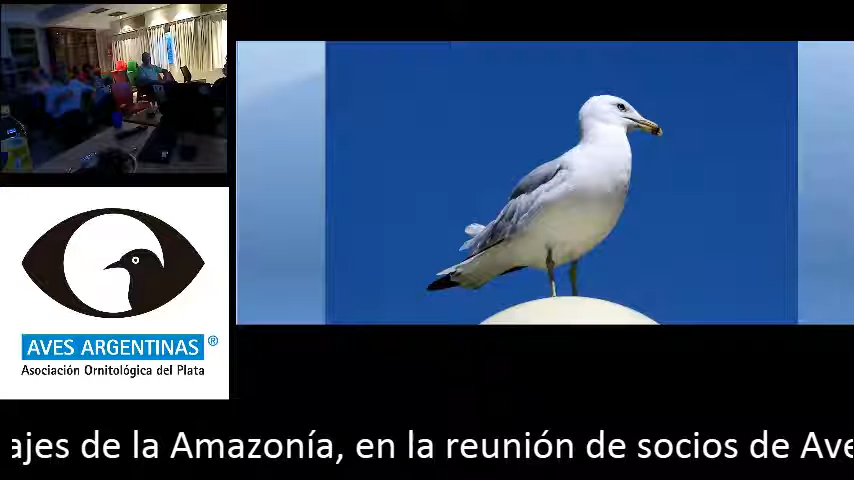 AVES ARGENTINAS ®
Asociación Ornitológica del Plata
ajes de la Amazonía, en la reunión de socios de Ave